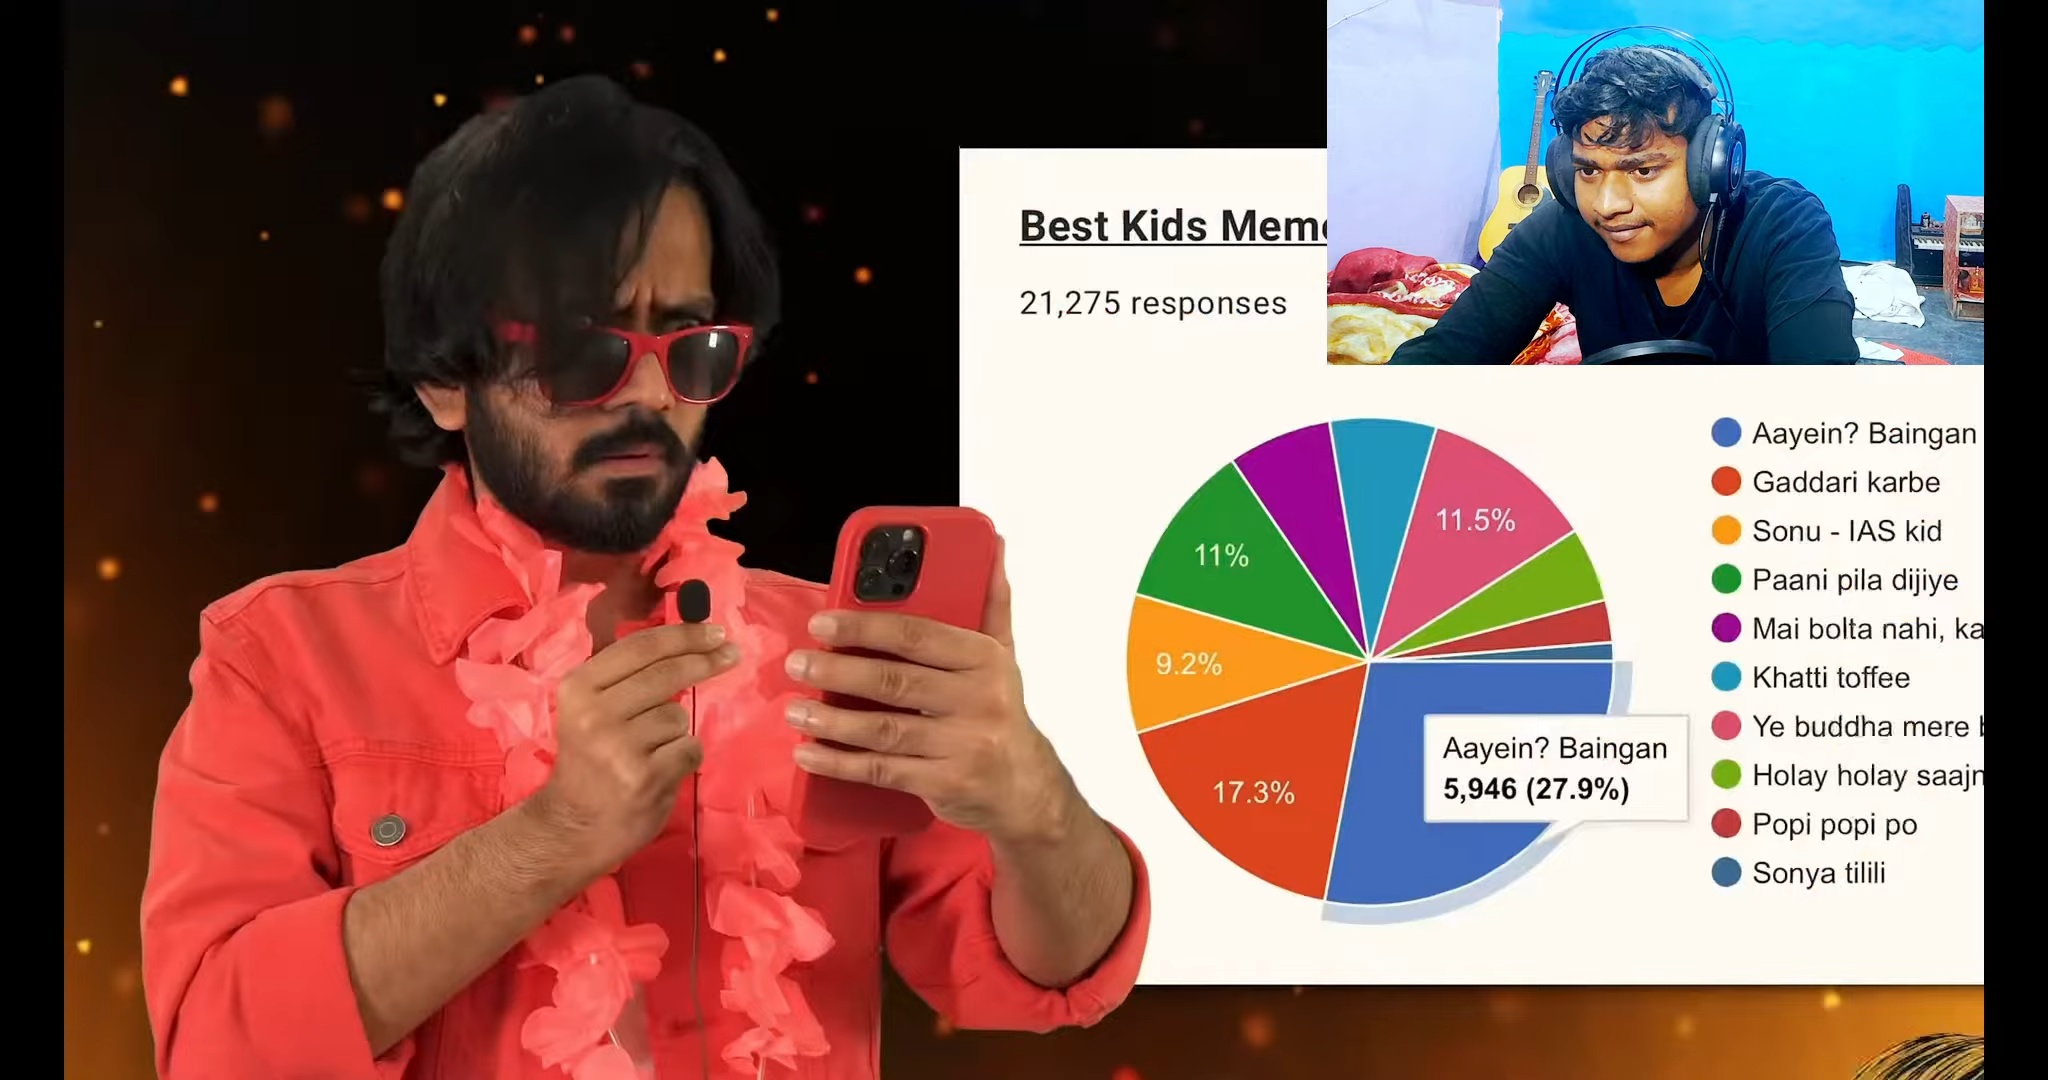 Best Kids Mem
21,275 responses
11.5%
11%
9.2%
17.3%
Aayein? Baingan
5,946 (27.9%)
Aayein? Baingan
Gaddari karbe
Sonu - IAS kid
Paani pila dijiye
Mai bolta nahi, ka
Khatti toffee
Ye buddha mere
Holay holay saajn
Popi popi po
Sonya tilili